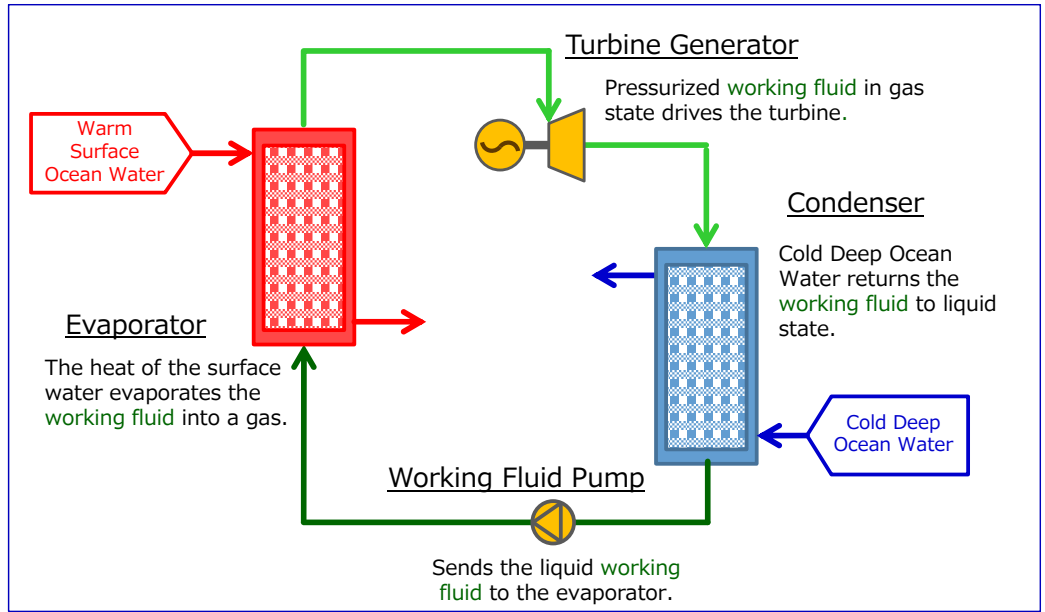 Turbine Generator
Pressurized working fluid in gas
state drives the turbine.
Warm
Surface
Ocean Water
Condenser
Cold Deep Ocean
Water returns the
working fluid to liquid
state.
Evaporator
The heat of the surface
water evaporates the
working fluid into a gas.
Cold Deep
Ocean Water
Working Fluid Pump
Sends the liquid working
fluid to the evaporator.